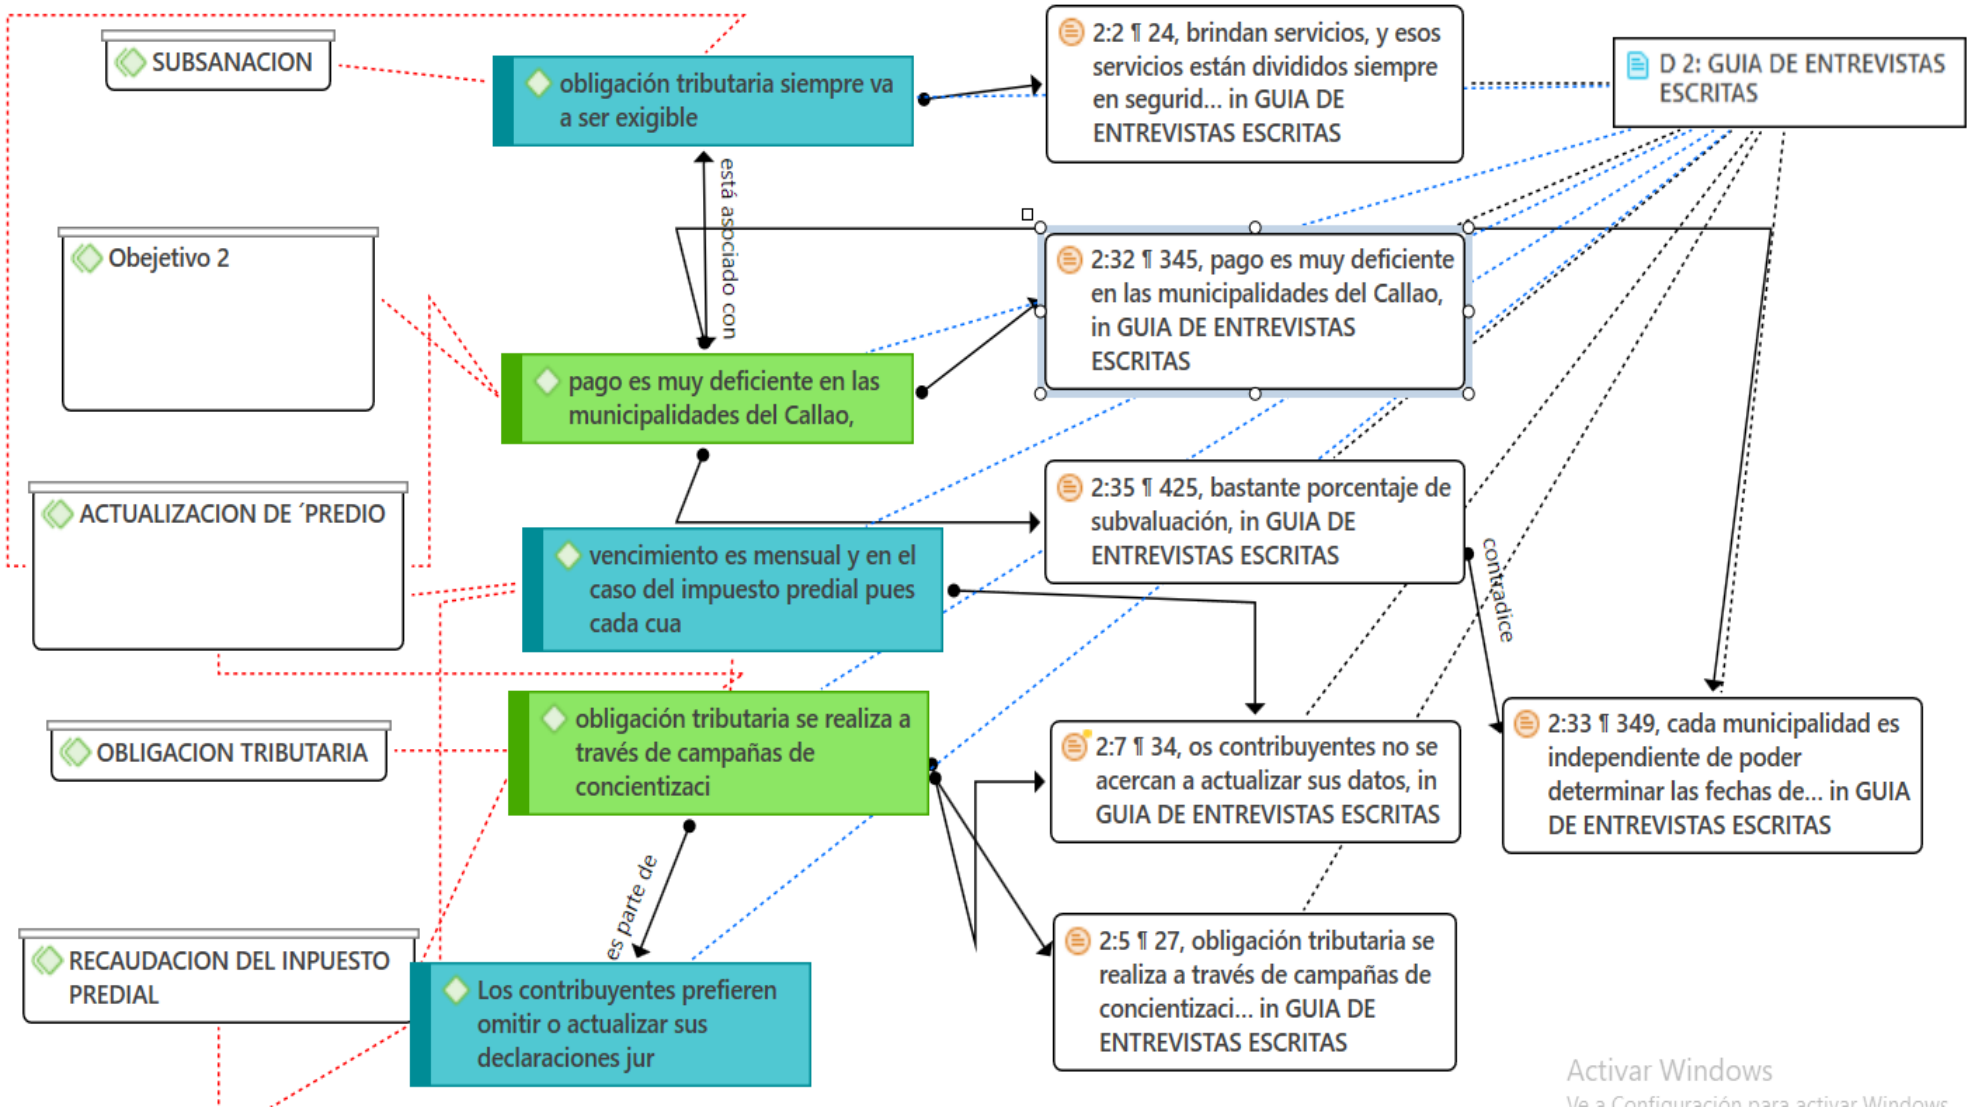 SUBSANACION
obligación tributaria siempre va
a ser exigible
2:2 ¶ 24, brindan servicios, y esos
servicios están divididos siempre
en segurid... in GUIA DE
ENTREVISTAS ESCRITAS
D 2: GUIA DE ENTREVISTAS
ESCRITAS
está asociado con
Obejetivo 2
2:32 ¶ 345, pago es muy deficiente
en las municipalidades del Callao,
in GUIA DE ENTREVISTAS
ESCRITAS
pago es muy deficiente en las
municipalidades del Callao,
ACTUALIZACION DE ´PREDIO
2:35 ¶ 425, bastante porcentaje de
subvaluación, in GUIA DE
ENTREVISTAS ESCRITAS
contradice
vencimiento es mensual y en el
caso del impuesto predial pues
cada cua
OBLIGACION TRIBUTARIA
obligación tributaria se realiza a
través de campañas de
concientizaci
2:7 ¶ 34, os contribuyentes no se
acercan a actualizar sus datos, in
GUIA DE ENTREVISTAS ESCRITAS
2:33 ¶ 349, cada municipalidad es
independiente de poder
determinar las fechas de... in GUIA
DE ENTREVISTAS ESCRITAS
es parte de
RECAUDACION DEL INPUESTO
PREDIAL
Los contribuyentes prefieren
omitir o actualizar sus
declaraciones jur
2:5 ¶ 27, obligación tributaria se
realiza a través de campañas de
concientizaci... in GUIA DE
ENTREVISTAS ESCRITAS
Activar Windows
Ve a Configuración para activar Windows